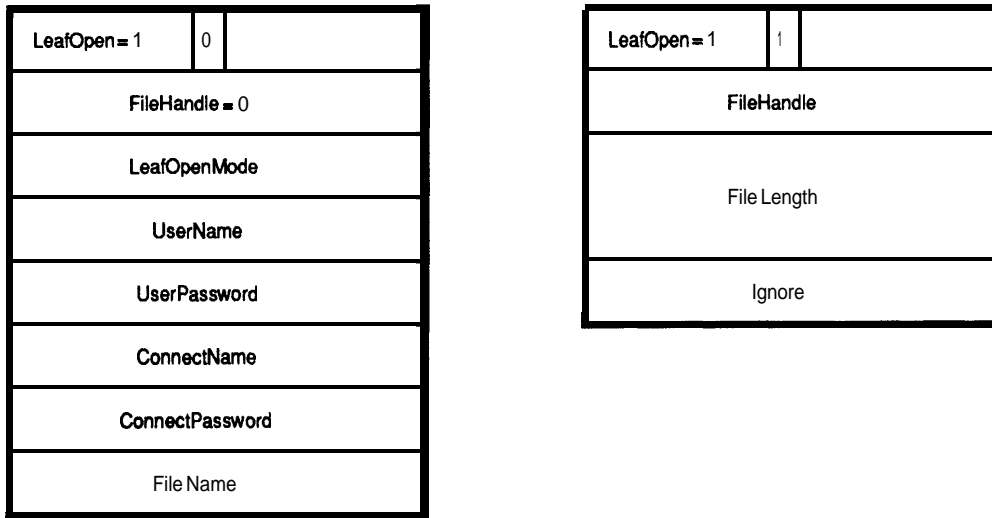 LeafOpen = 1 0
FileHandle = 0
LeafOpenMode
UserName
UserPassword
ConnectName
ConnectPassword
File Name
LeafOpen = 1 1
FileHandle
File Length
Ignore